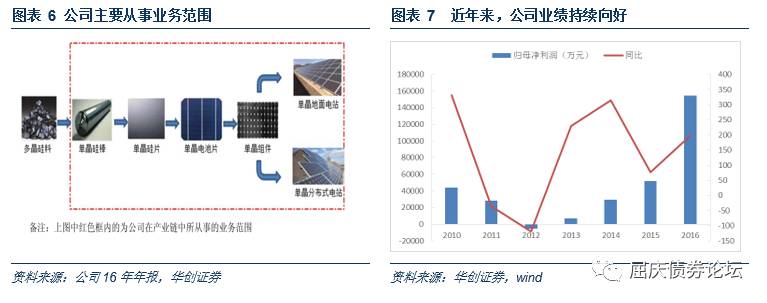 图表 6 公司主要从事业务范围
多晶硅料
单晶硅棒
单晶硅片
单晶电池片
单晶组件
单晶地面电站
单晶分布式电站
备注：上图中红色框内的为公司在产业链中所从事的业务范围
资料来源：公司 16 年年报，华创证券
图表 7 近年来，公司业绩持续向好
归母净利润（万元） 同比
180000
160000
140000
120000
100000
80000
60000
40000
20000
0
-20000
400
350
300
250
200
150
100
50
0
-50
-100
-150
2010 2011 2012 2013 2014 2015 2016
资料来源：华创证券，wind
屈庆债券论坛